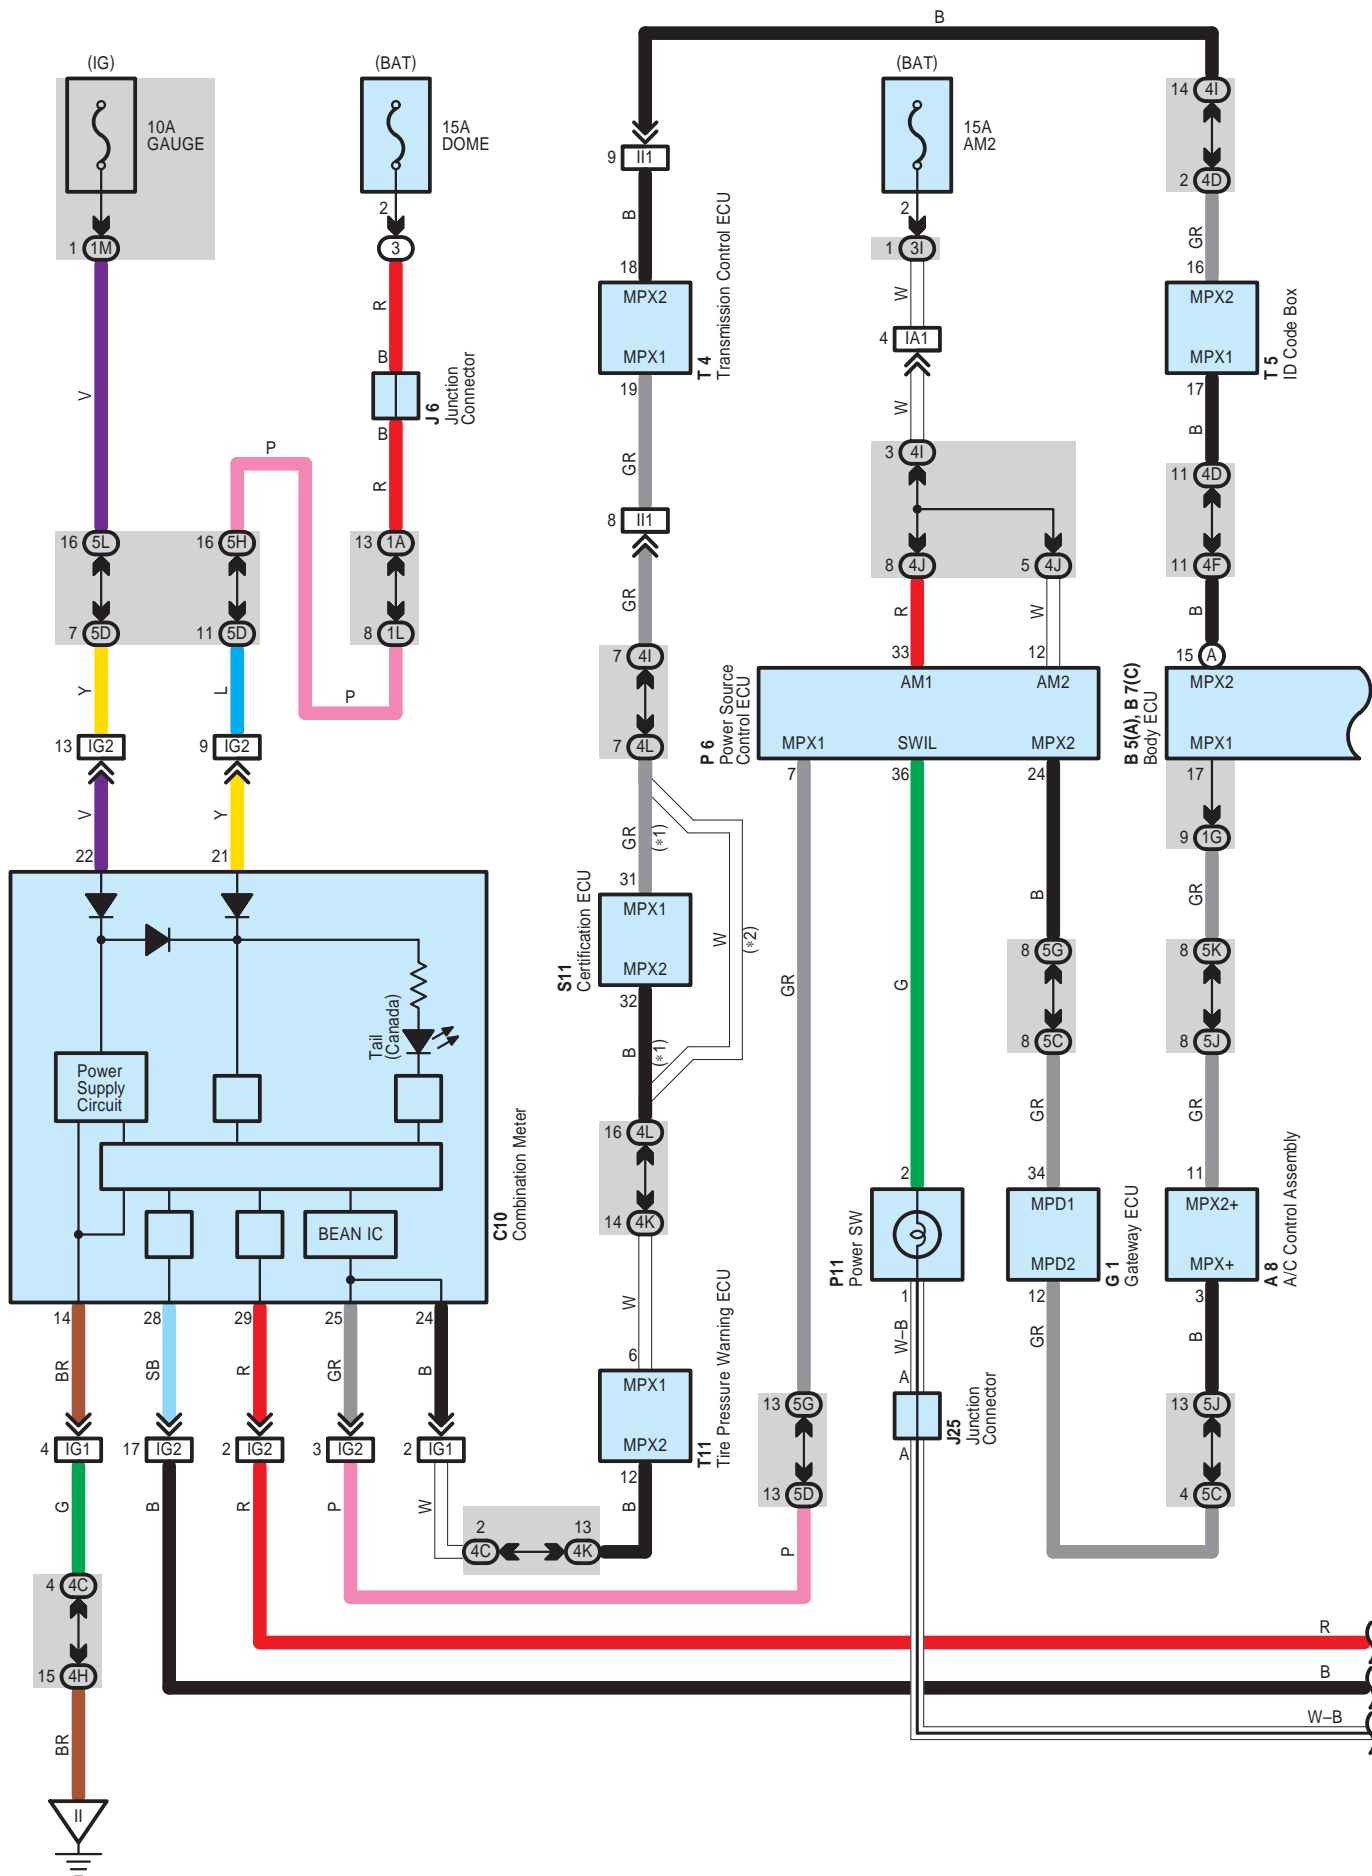 B
(IG)
10A
GAUGE
1 1M
V
16 5L
7 5D
Y
13 IG2
V
22
(BAT)
15A
DOME
2
3
R
B
J 6
Junction
Connector
B
R
13 1A
8 1L
P
P
16 5H
11 5D
L
9 IG2
Y
21
Power
Supply
Circuit
Tail
(Canada)
BEAN IC
C10
Combination Meter
14
28
29
25
24
BR
SB
R
GR
B
4 IG1
17 IG2
2 IG2
3 IG2
2 IG1
G
B
R
P
W
4 4C
15 4H
BR
II
2
4C
13
4K
9 II1
B
18
MPX2
MPX1
T 4
Transmission Control ECU
19
GR
8 II1
GR
7 4I
7 4L
GR
(*1)
W
(*2)
31
MPX1
MPX2
S11
Certification ECU
32
B
(*1)
16 4L
14 4K
W
6
MPX1
MPX2
T11
Tire Pressure Warning ECU
12
B
(BAT)
15A
AM2
2
1 3I
W
4 IA1
W
3 4I
8 4J
5 4J
R
W
33
12
AM1
AM2
MPX1
SWIL
MPX2
P 6
Power Source
Control ECU
7
36
24
GR
G
B
13 5G
13 5D
P
8 5G
8 5C
GR
2
P11
Power SW
1
W–B
A
J25
Junction
Connector
A
34
MPD1
MPD2
G 1
Gateway ECU
12
GR
14 4I
2 4D
GR
16
MPX2
MPX1
T 5
ID Code Box
17
B
11 4D
11 4F
B
15 A
MPX2
MPX1
B 5(A), B 7(C)
Body ECU
17
9 1G
GR
8 5K
8 5J
GR
11
MPX2+
MPX+
A 8
A/C Control Assembly
3
B
13 5J
4 5C
R
B
W–B